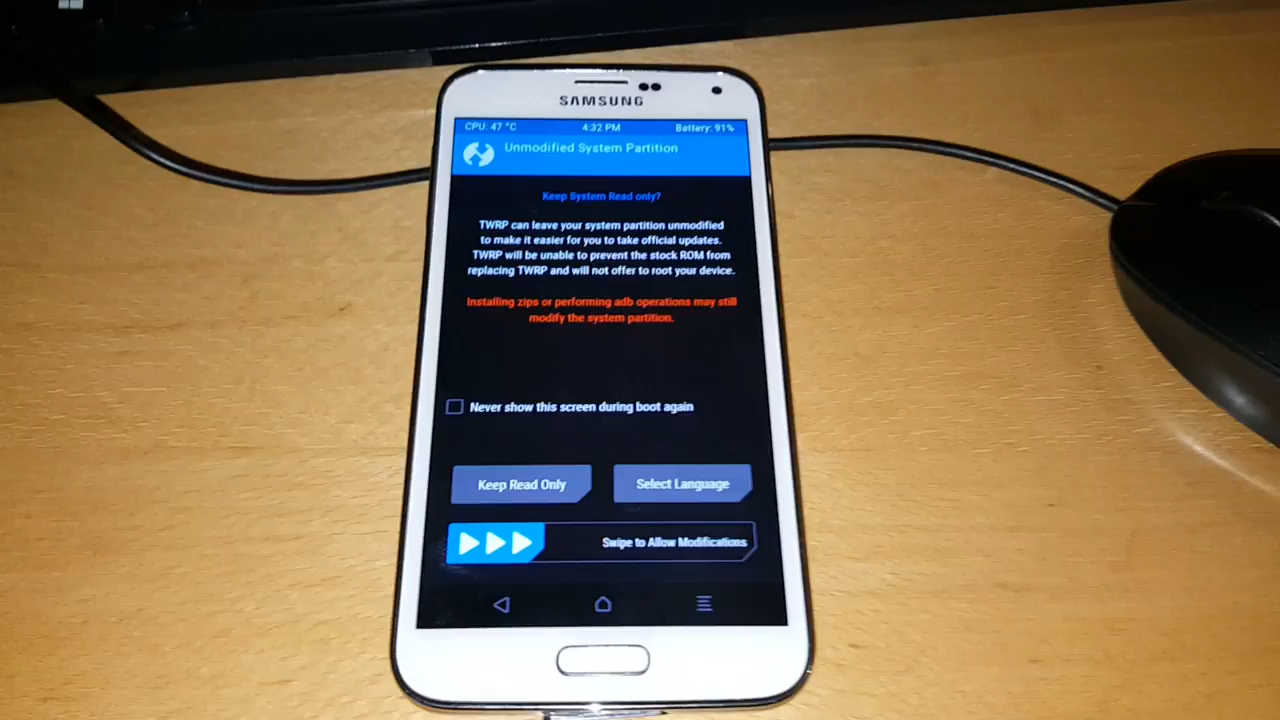 SAMSUNG
CPU: 47 °C
4:32 PM
Battery: 91%
Unmodified System Partition
Keep System Read only?
TWRP can leave your system partition unmodified
to make it easier for you to take official updates.
TWRP will be unable to prevent the stock ROM from
replacing TWRP and will not offer to root your device.
Installing zips or performing adb operations may still
modify the system partition.
Never show this screen during boot again
Keep Read Only
Select Language
Swipe to Allow Modifications